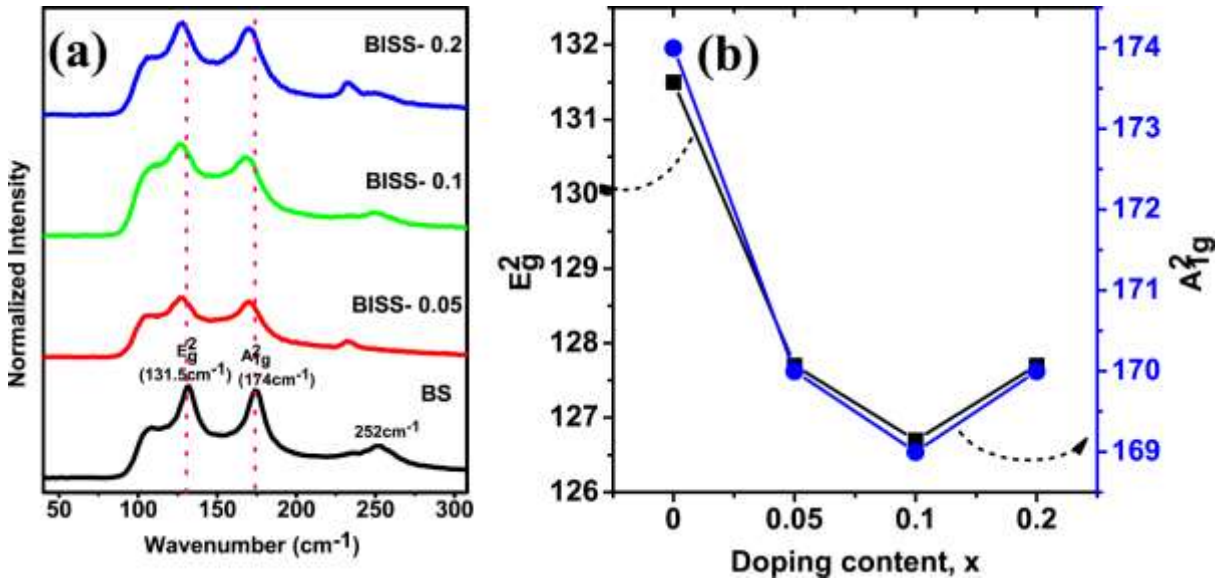 (a)
BISS- 0.2
BISS- 0.1
BISS- 0.05
E²g
(131.5cm⁻¹)
A²1g
(174cm⁻¹)
BS
252cm⁻¹
Normalized Intensity
50 100 150 200 250 300
Wavenumber (cm⁻¹)
(b)
E²g
132
131
130
129
128
127
126
174
173
172
171
170
169
A²1g
0 0.05 0.1 0.2
Doping content, x